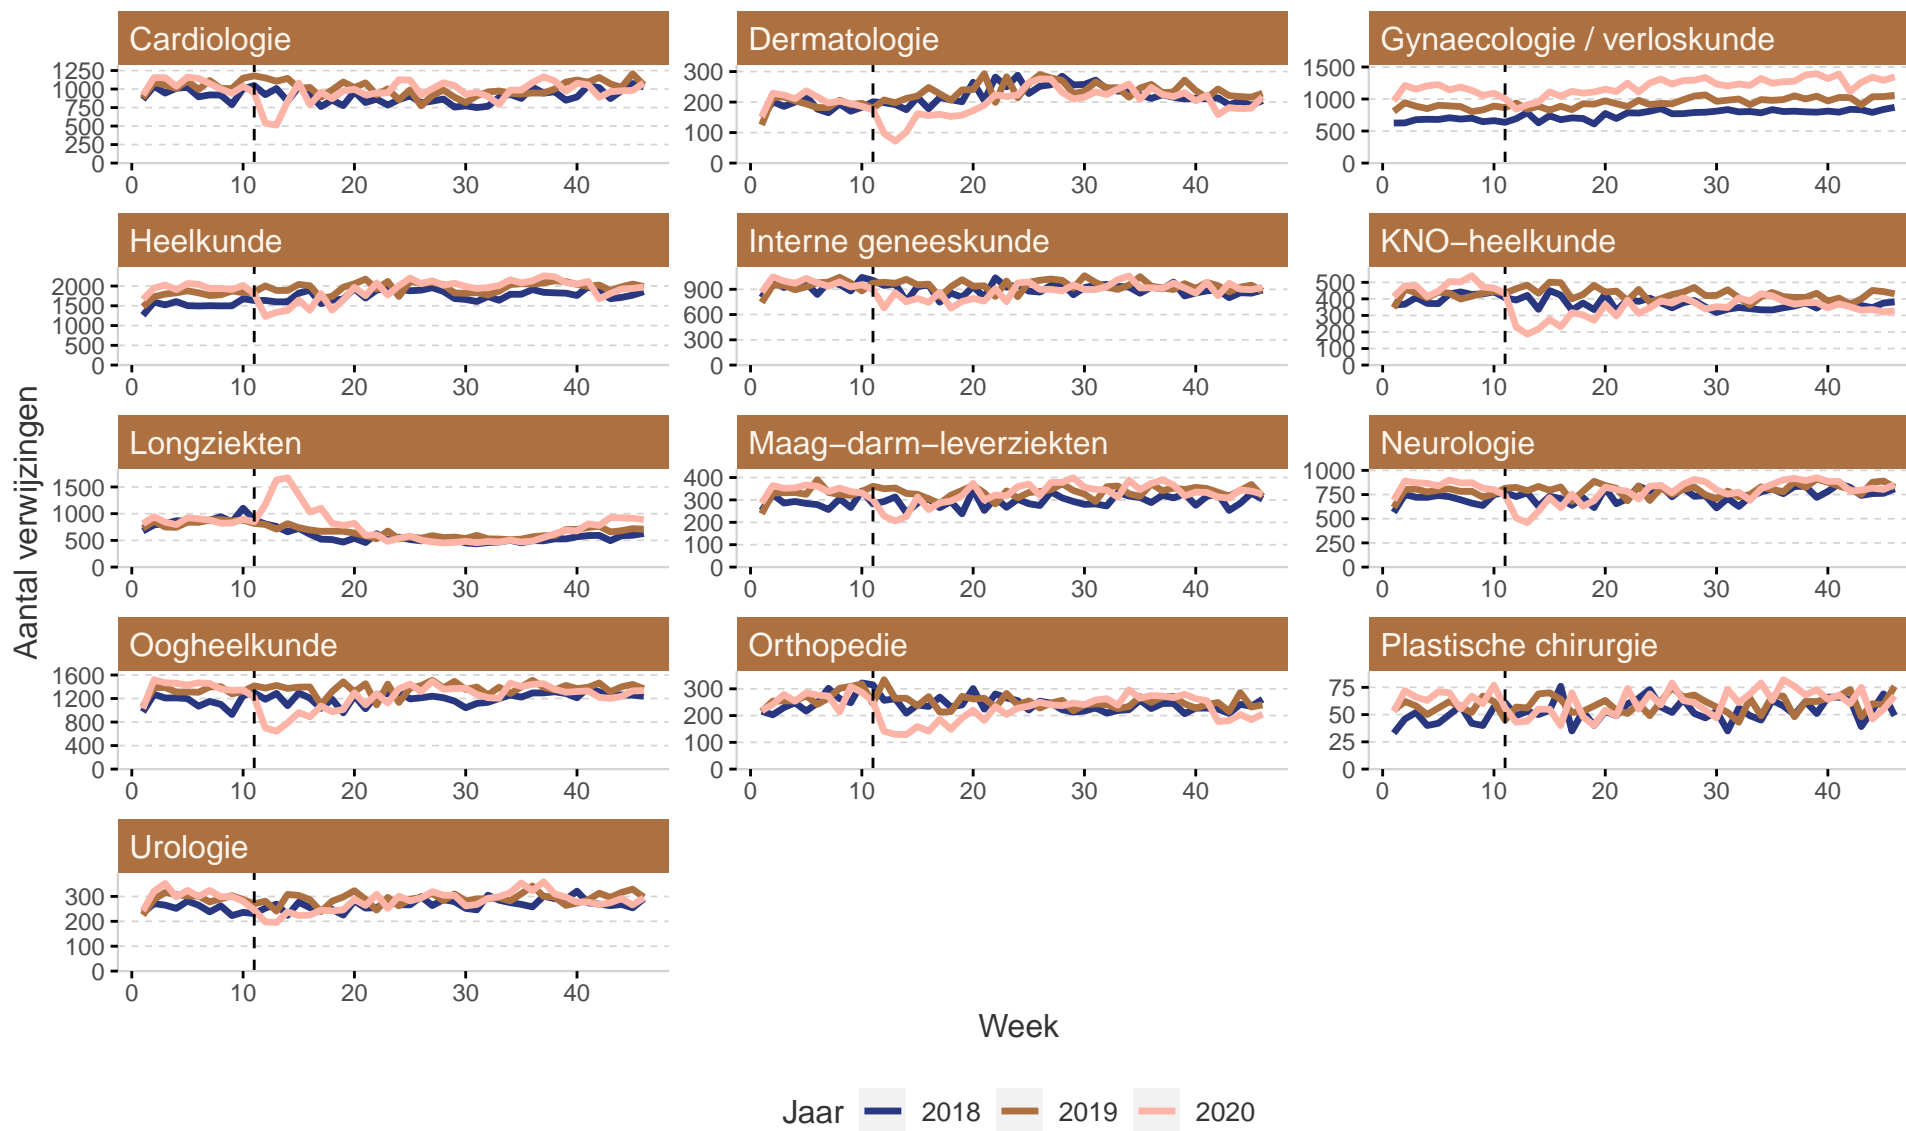 Cardiologie
Dermatologie
Gynaecologie / verloskunde
1250
1000
750
500
250
0
0 10 20 30 40
300
200
100
0
0 10 20 30 40
1500
1000
500
0
0 10 20 30 40
Heelkunde
Interne geneeskunde
KNO−heelkunde
2000
1500
1000
500
0
0 10 20 30 40
900
600
300
0
0 10 20 30 40
500
400
300
200
100
0
0 10 20 30 40
Aantal verwijzingen
Longziekten
Maag−darm−leverziekten
Neurologie
1500
1000
500
0
0 10 20 30 40
400
300
200
100
0
0 10 20 30 40
1000
750
500
250
0
0 10 20 30 40
Oogheelkunde
Orthopedie
Plastische chirurgie
1600
1200
800
400
0
0 10 20 30 40
300
200
100
0
0 10 20 30 40
75
50
25
0
0 10 20 30 40
Urologie
300
200
100
0
0 10 20 30 40
Week
Jaar 2018 2019 2020